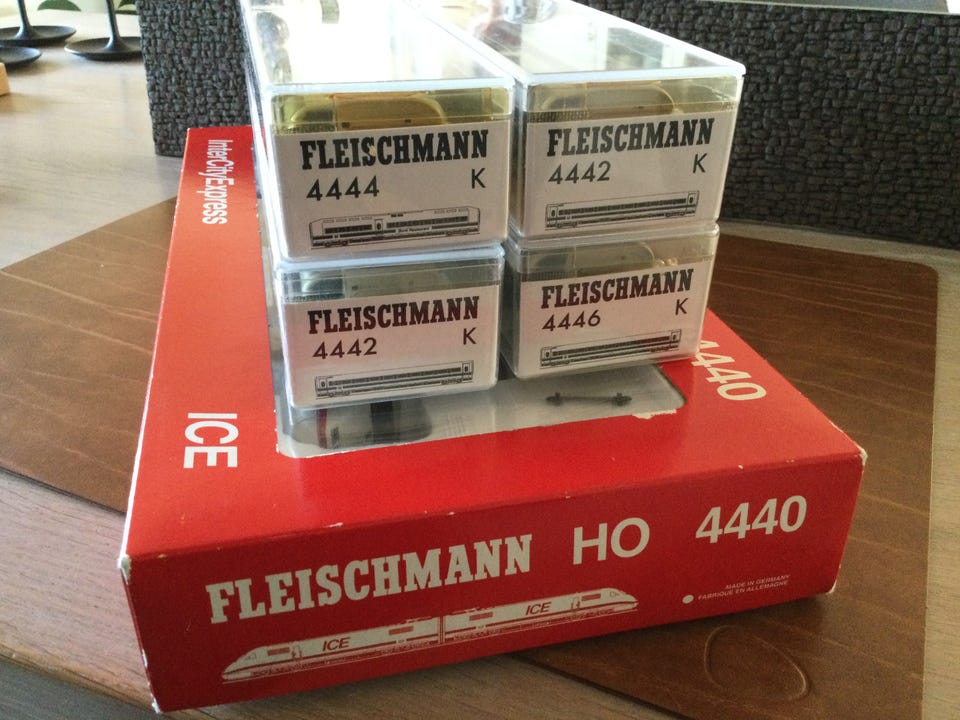 FLEISCHMANN
4444 K
FLEISCHMANN
4442 K
FLEISCHMANN
4442 K
FLEISCHMANN
4446 K
InterCityExpress
ICE
4440
FLEISCHMANN HO 4440
MADE IN GERMANY
FABRIQUE EN ALLEMAGNE
ICE
ICE